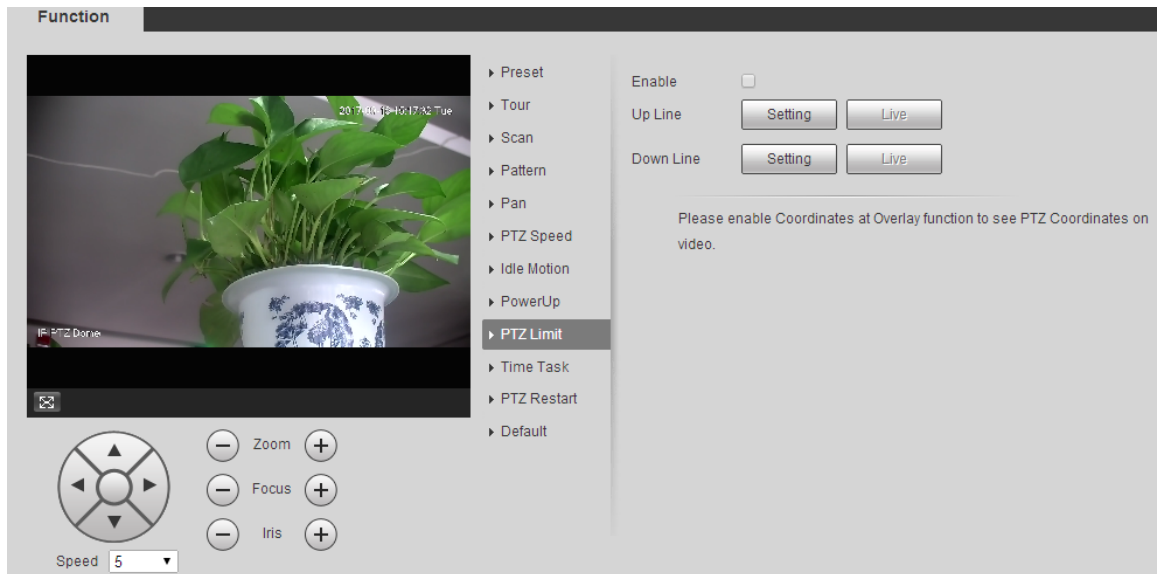 Function
Preset
Tour
Scan
Pattern
Pan
PTZ Speed
Idle Motion
PowerUp
PTZ Limit
Time Task
PTZ Restart
Default
Enable
Up Line Setting Live
Down Line Setting Live
Please enable Coordinates at Overlay function to see PTZ Coordinates on
video.
Tue
PTZ Dome
Zoom
Focus
Iris
Speed 5